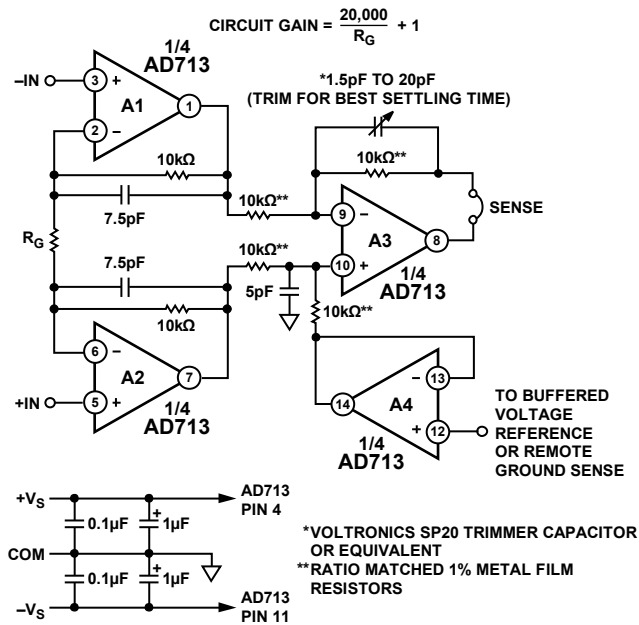 CIRCUIT GAIN = 20,000 / RG + 1
1/4
AD713
–IN
3
+
A1
1
2
–
*1.5pF TO 20pF
(TRIM FOR BEST SETTLING TIME)
10kΩ
10kΩ**
7.5pF
10kΩ**
9
–
SENSE
A3
8
RG
10kΩ**
10
+
7.5pF
1/4
AD713
5pF
10kΩ**
10kΩ
6
–
A2
7
–
13
+IN
5
+
14
A4
+
12
TO BUFFERED
VOLTAGE
REFERENCE
OR REMOTE
GROUND SENSE
1/4
AD713
1/4
AD713
+VS
AD713
PIN 4
0.1µF
+
1µF
COM
0.1µF
+
1µF
–VS
AD713
PIN 11
*VOLTRONICS SP20 TRIMMER CAPACITOR
OR EQUIVALENT
**RATIO MATCHED 1% METAL FILM
RESISTORS